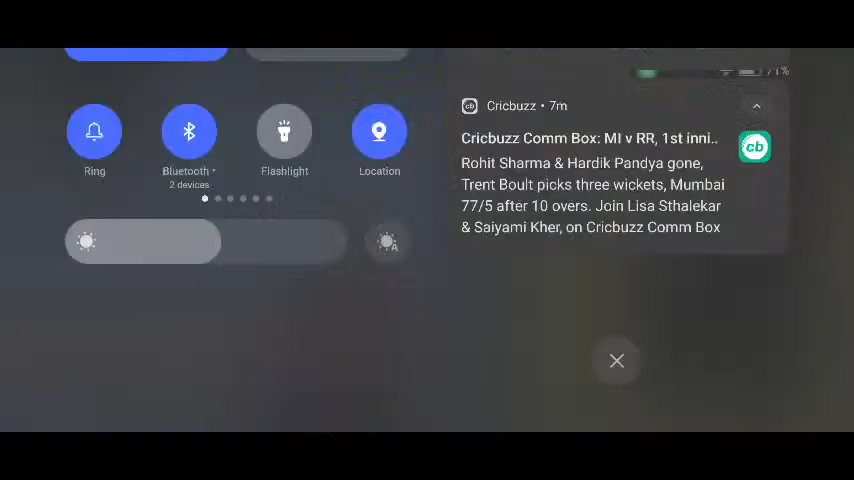 71%
Ring
Bluetooth
2 devices
Flashlight
Location
A
cb Cricbuzz • 7m
Cricbuzz Comm Box: MI v RR, 1st inni..
Rohit Sharma & Hardik Pandya gone,
Trent Boult picks three wickets, Mumbai
77/5 after 10 overs. Join Lisa Sthalekar
& Saiyami Kher, on Cricbuzz Comm Box
cb